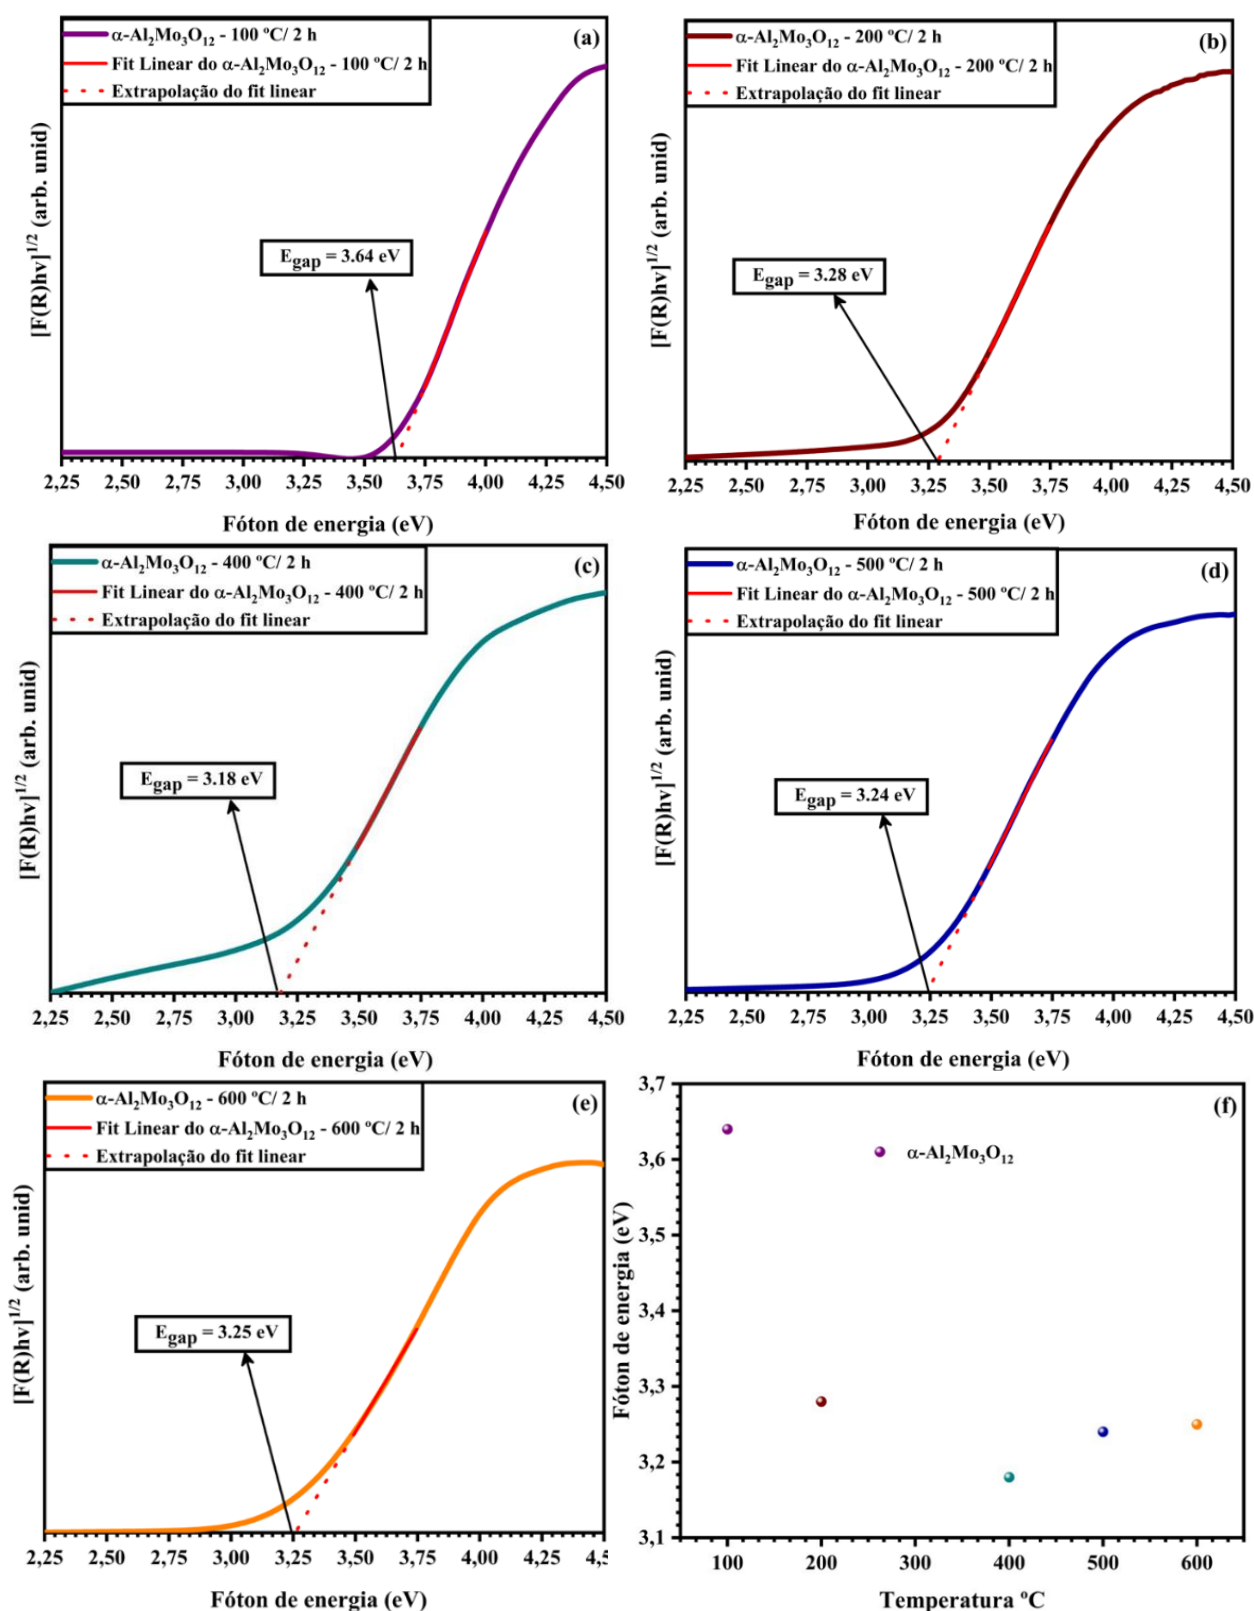 α-Al₂Mo₃O₁₂ - 100 ºC/ 2 h
Fit Linear do α-Al₂Mo₃O₁₂ - 100 ºC/ 2 h
Extrapolação do fit linear
(a)
E_gap = 3.64 eV
[F(R)hv]^1/2 (arb. unid)
2,25 2,50 2,75 3,00 3,25 3,50 3,75 4,00 4,25 4,50
Fóton de energia (eV)
α-Al₂Mo₃O₁₂ - 200 ºC/ 2 h
Fit Linear do α-Al₂Mo₃O₁₂ - 200 ºC/ 2 h
Extrapolação do fit linear
(b)
E_gap = 3.28 eV
[F(R)hv]^1/2 (arb. unid)
2,25 2,50 2,75 3,00 3,25 3,50 3,75 4,00 4,25 4,50
Fóton de energia (eV)
α-Al₂Mo₃O₁₂ - 400 ºC/ 2 h
Fit Linear do α-Al₂Mo₃O₁₂ - 400 ºC/ 2 h
Extrapolação do fit linear
(c)
E_gap = 3.18 eV
[F(R)hv]^1/2 (arb. unid)
2,25 2,50 2,75 3,00 3,25 3,50 3,75 4,00 4,25 4,50
Fóton de energia (eV)
α-Al₂Mo₃O₁₂ - 500 ºC/ 2 h
Fit Linear do α-Al₂Mo₃O₁₂ - 500 ºC/ 2 h
Extrapolação do fit linear
(d)
E_gap = 3.24 eV
[F(R)hv]^1/2 (arb. unid)
2,25 2,50 2,75 3,00 3,25 3,50 3,75 4,00 4,25 4,50
Fóton de energia (eV)
α-Al₂Mo₃O₁₂ - 600 ºC/ 2 h
Fit Linear do α-Al₂Mo₃O₁₂ - 600 ºC/ 2 h
Extrapolação do fit linear
(e)
E_gap = 3.25 eV
[F(R)hv]^1/2 (arb. unid)
2,25 2,50 2,75 3,00 3,25 3,50 3,75 4,00 4,25 4,5
Fóton de energia (eV)
(f)
α-Al₂Mo₃O₁₂
Fóton de energia (eV)
3,7
3,6
3,5
3,4
3,3
3,2
3,1
100 200 300 400 500 600
Temperatura ºC